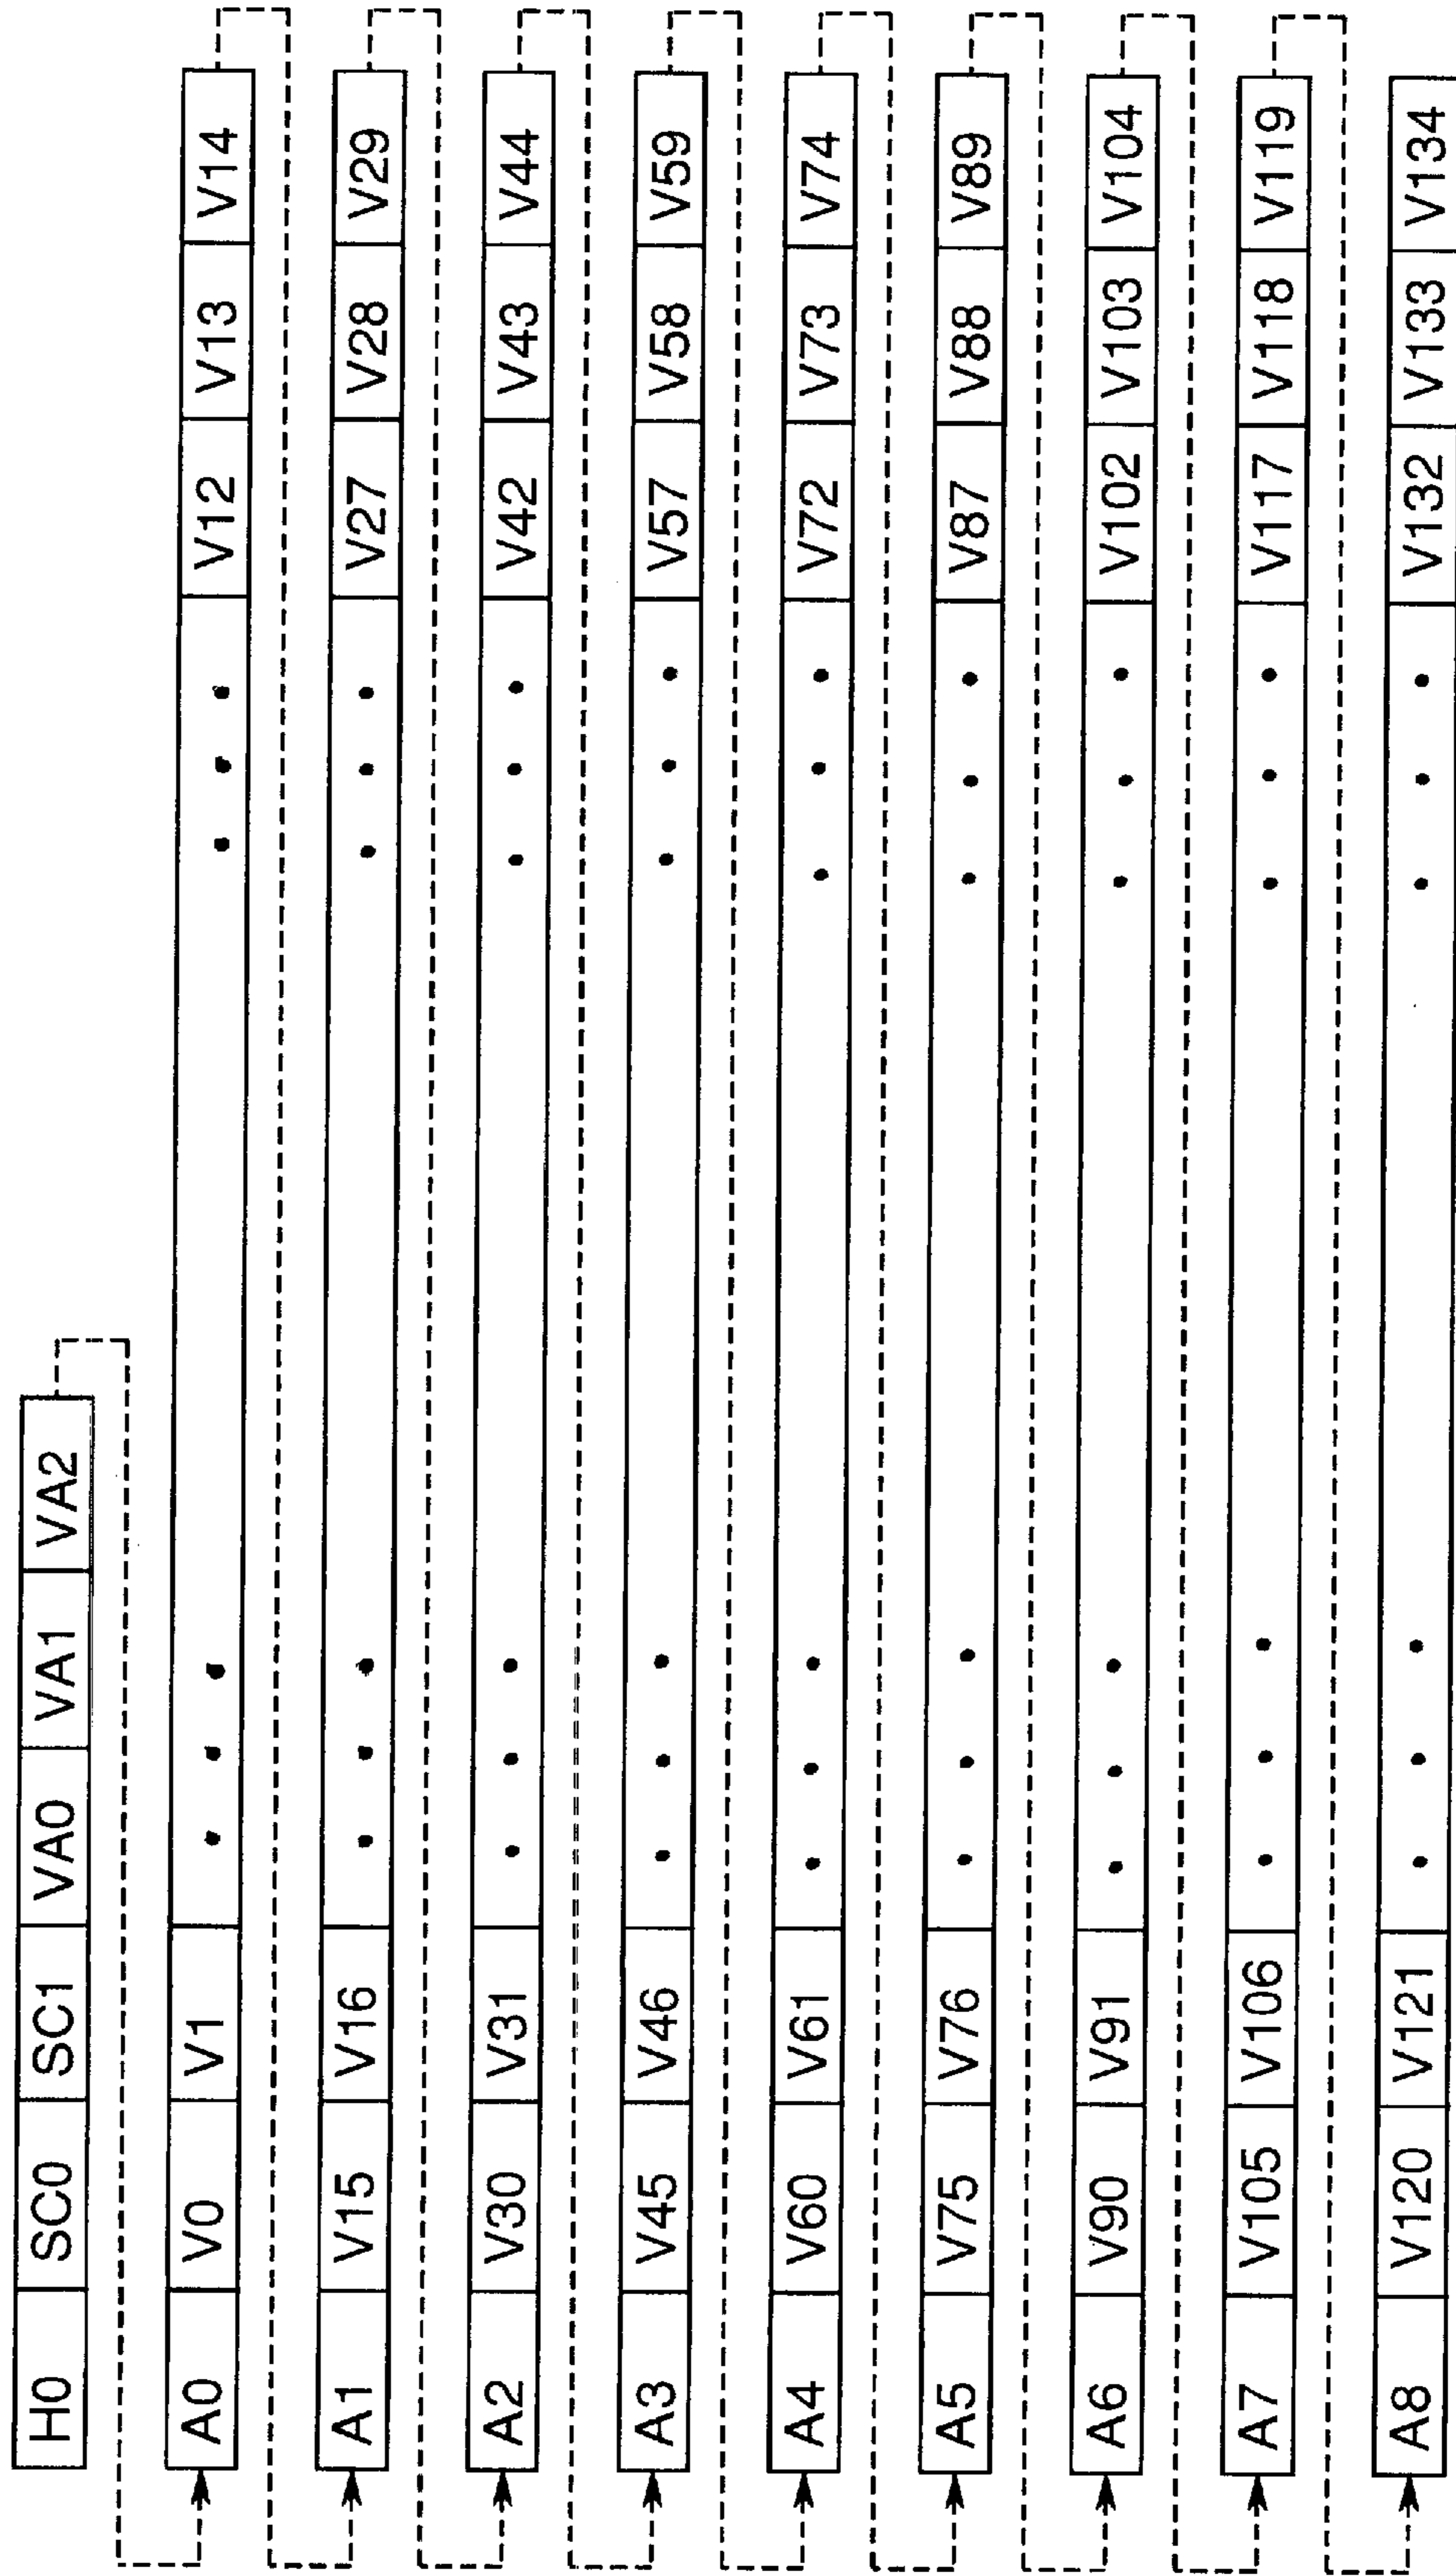 H0 SC0 SC1 VA0 VA1 VA2
A0 V0 V1 • • • • • • V12 V13 V14
A1 V15 V16 • • • • • • V27 V28 V29
A2 V30 V31 • • • • • • V42 V43 V44
A3 V45 V46 • • • • • • V57 V58 V59
A4 V60 V61 • • • • • • V72 V73 V74
A5 V75 V76 • • • • • • V87 V88 V89
A6 V90 V91 • • • • • • V102 V103 V104
A7 V105 V106 • • • • • • V117 V118 V119
A8 V120 V121 • • • • • • V132 V133 V134